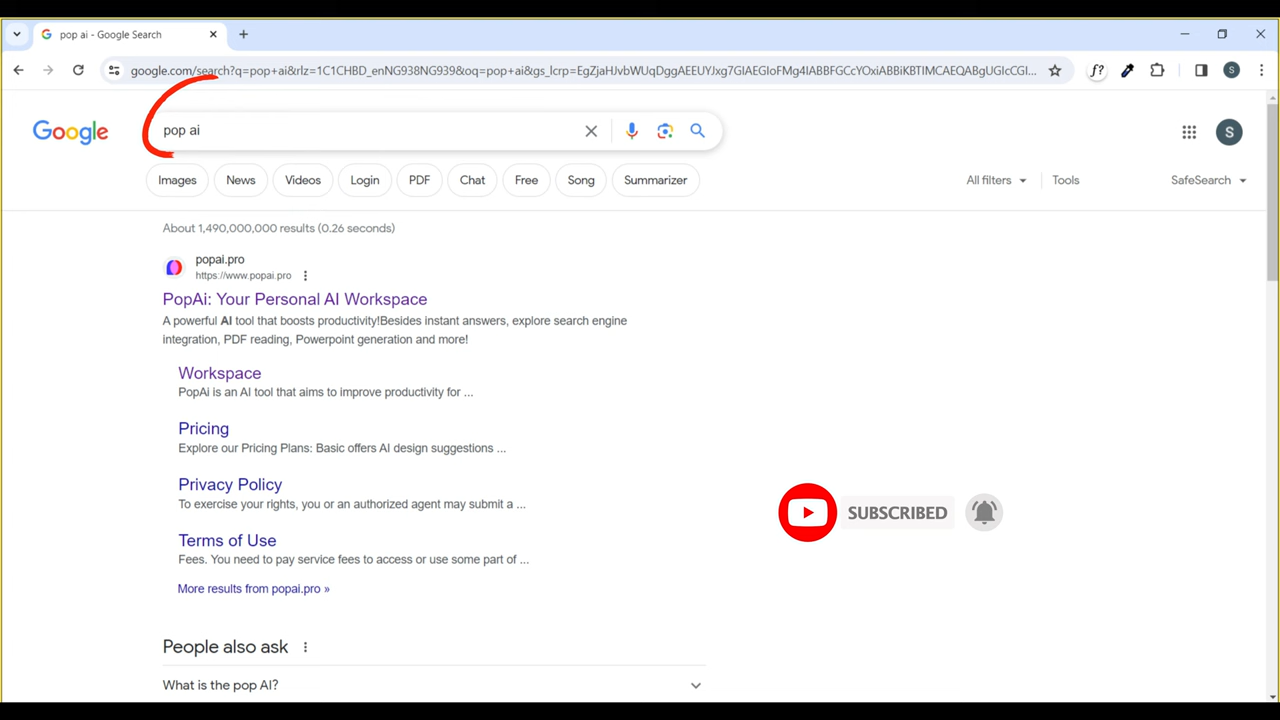 pop ai - Google Search
google.com/search?q=pop+ai&rlz=1C1CHBD_enNG938NG939&oq=pop+ai&gs_lcrp=EgZjaHJvbWUqDggAEEUYJxg7GIAEGIoFMg4IABBFGCcYOxiABBiKBTIMCAEQABgUGIcCGI...
f?
S
Google
pop ai
S
Images
News
Videos
Login
PDF
Chat
Free
Song
Summarizer
All filters
Tools
SafeSearch
About 1,490,000,000 results (0.26 seconds)
popai.pro
https://www.popai.pro
PopAi: Your Personal AI Workspace
A powerful AI tool that boosts productivity!Besides instant answers, explore search engine
integration, PDF reading, Powerpoint generation and more!
Workspace
PopAi is an AI tool that aims to improve productivity for ...
Pricing
Explore our Pricing Plans: Basic offers AI design suggestions ...
Privacy Policy
To exercise your rights, you or an authorized agent may submit a ...
SUBSCRIBED
Terms of Use
Fees. You need to pay service fees to access or use some part of ...
More results from popai.pro »
People also ask
What is the pop AI?